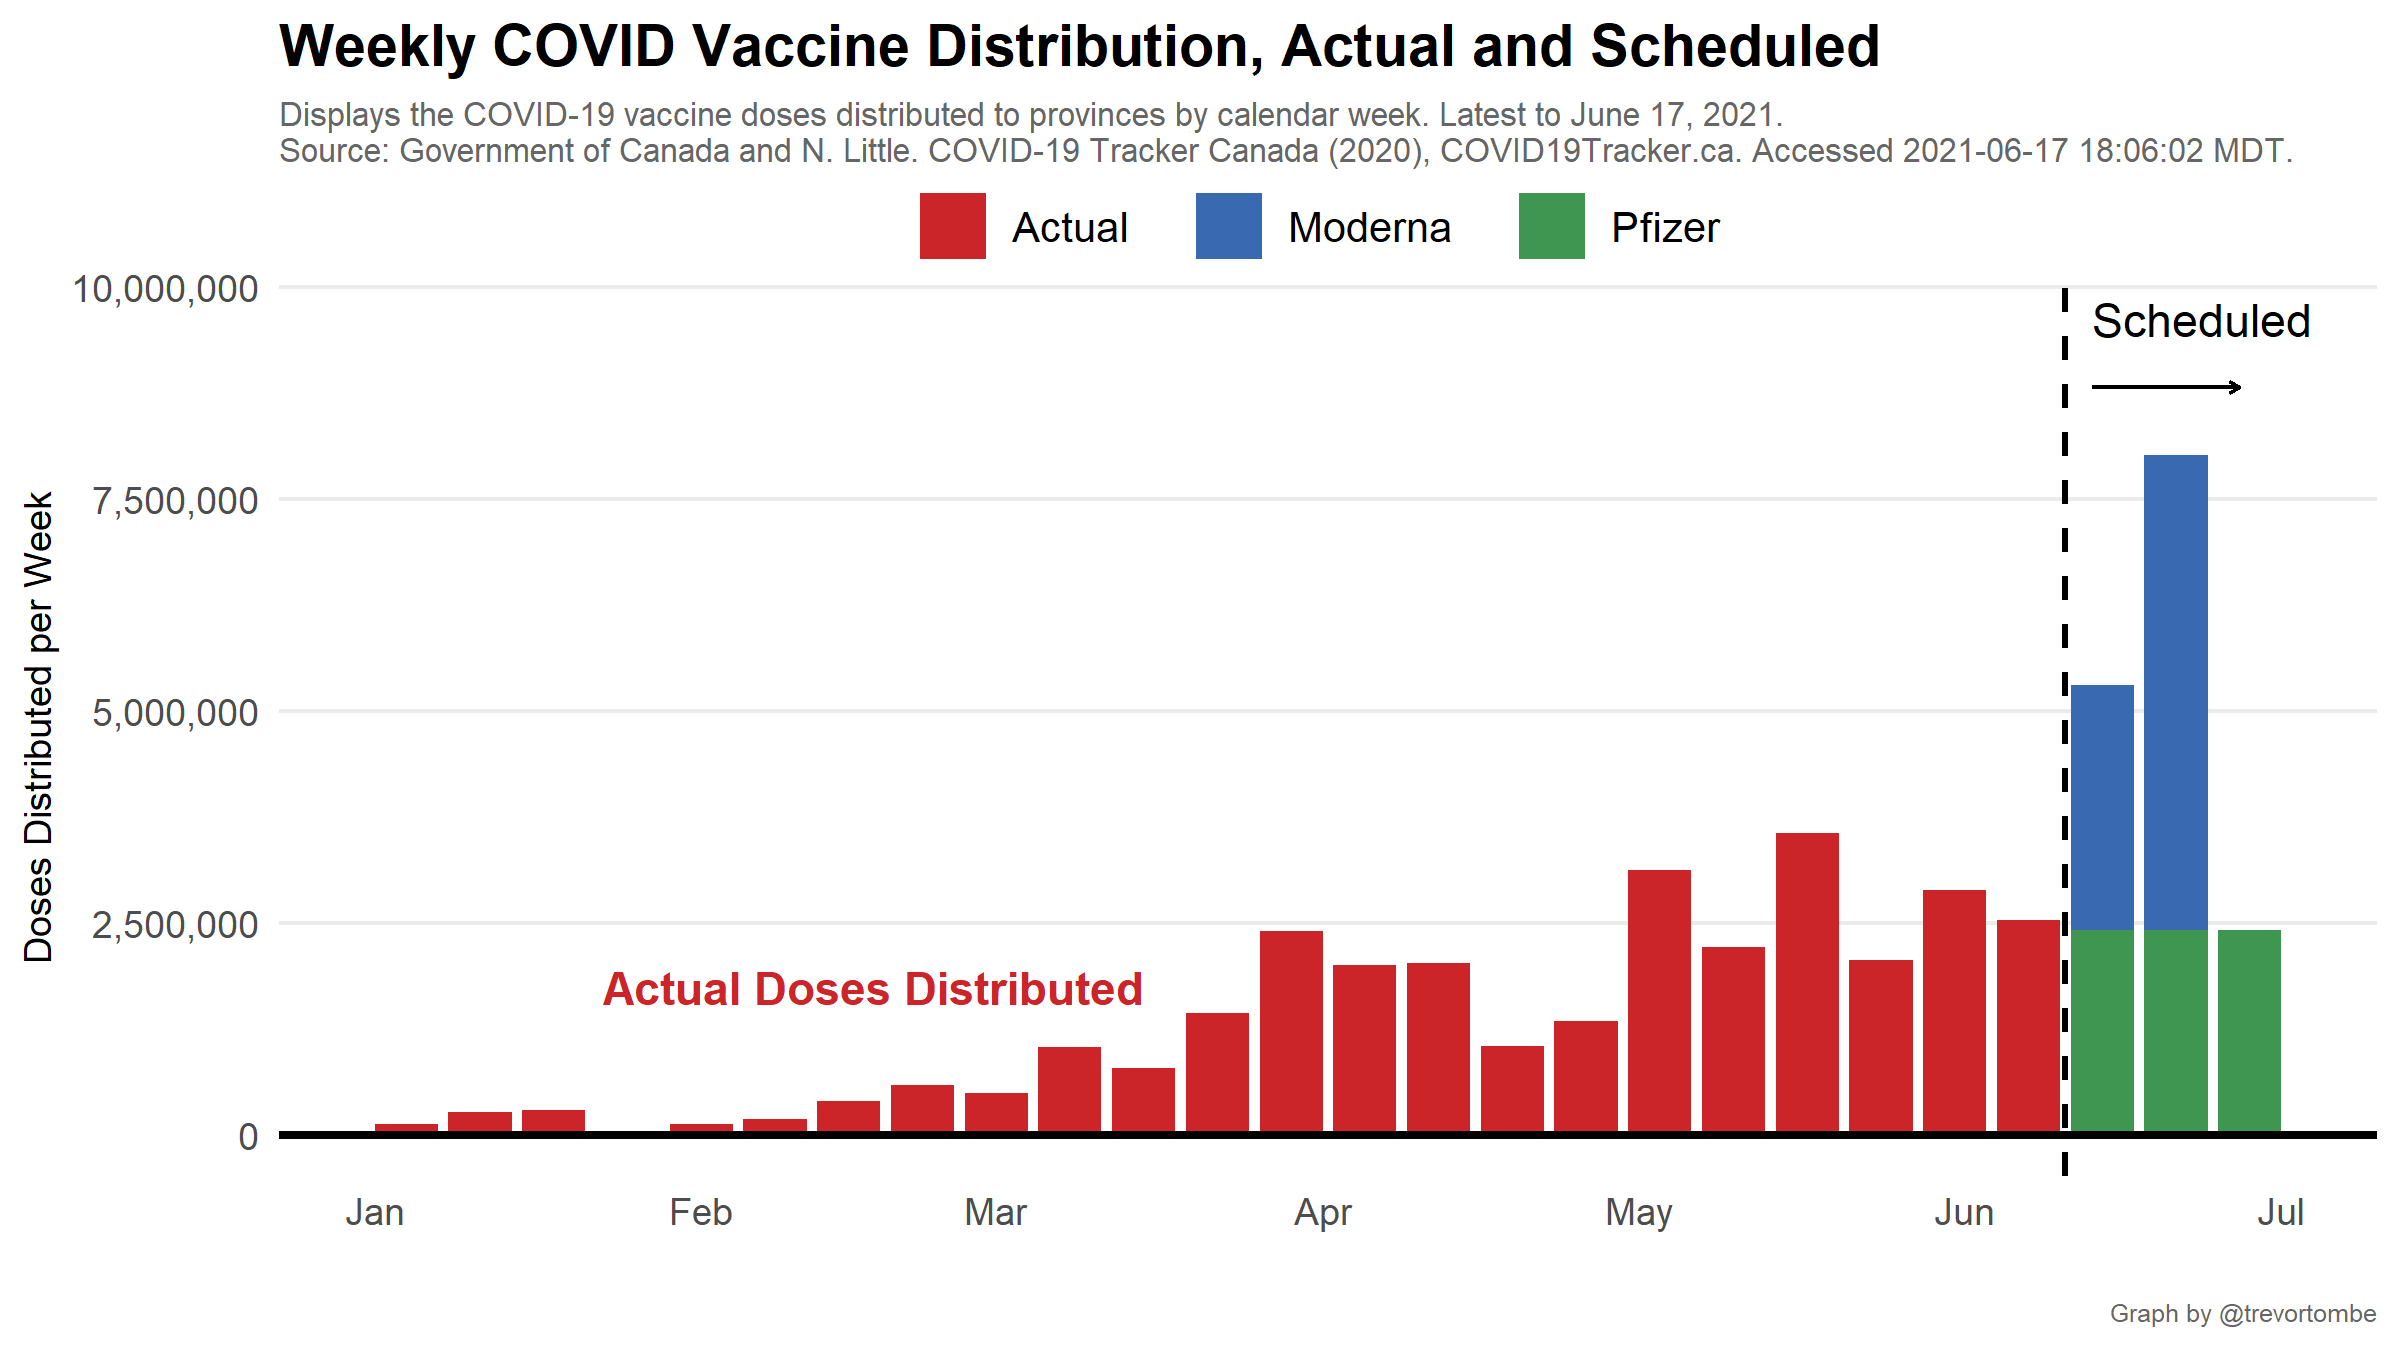 Weekly COVID Vaccine Distribution, Actual and Scheduled
Displays the COVID-19 vaccine doses distributed to provinces by calendar week. Latest to June 17, 2021.
Source: Government of Canada and N. Little. COVID-19 Tracker Canada (2020), COVID19Tracker.ca. Accessed 2021-06-17 18:06:02 MDT.
Actual Moderna Pfizer
10,000,000
Scheduled
7,500,000
5,000,000
2,500,000
0
Doses Distributed per Week
Actual Doses Distributed
Jan Feb Mar Apr May Jun Jul
Graph by @trevortombe